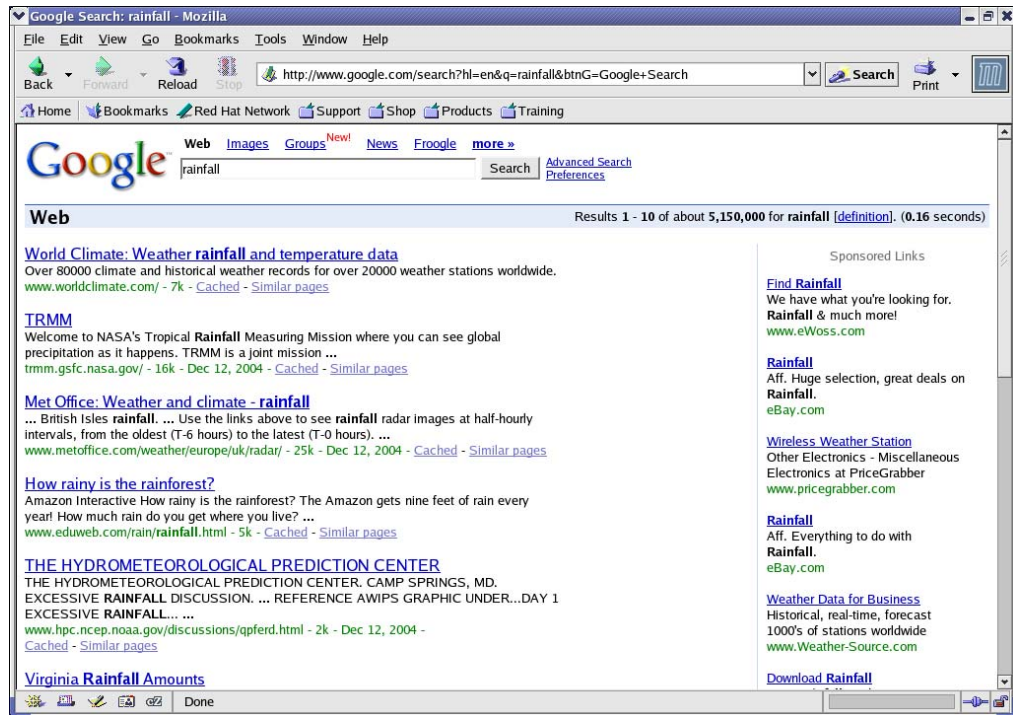 Google Search: rainfall - Mozilla
File Edit View Go Bookmarks Tools Window Help
Back Forward Reload Stop http://www.google.com/search?hl=en&q=rainfall&btnG=Google+Search Search Print
Home Bookmarks Red Hat Network Support Shop Products Training
Google
Web Images Groups New! News Froogle more »
rainfall Search Advanced Search
Preferences
Web Results 1 - 10 of about 5,150,000 for rainfall [definition]. (0.16 seconds)
World Climate: Weather rainfall and temperature data
Over 80000 climate and historical weather records for over 20000 weather stations worldwide.
www.worldclimate.com/ - 7k - Cached - Similar pages
TRMM
Welcome to NASA's Tropical Rainfall Measuring Mission where you can see global
precipitation as it happens. TRMM is a joint mission ...
trmm.gsfc.nasa.gov/ - 16k - Dec 12, 2004 - Cached - Similar pages
Met Office: Weather and climate - rainfall
... British Isles rainfall. ... Use the links above to see rainfall radar images at half-hourly
intervals, from the oldest (T-6 hours) to the latest (T-0 hours). ...
www.metoffice.com/weather/europe/uk/radar/ - 25k - Dec 12, 2004 - Cached - Similar pages
How rainy is the rainforest?
Amazon Interactive How rainy is the rainforest? The Amazon gets nine feet of rain every
year! How much rain do you get where you live? ...
www.eduweb.com/rain/rainfall.html - 5k - Cached - Similar pages
THE HYDROMETEOROLOGICAL PREDICTION CENTER
THE HYDROMETEOROLOGICAL PREDICTION CENTER. CAMP SPRINGS, MD.
EXCESSIVE RAINFALL DISCUSSION. ... REFERENCE AWIPS GRAPHIC UNDER...DAY 1
EXCESSIVE RAINFALL... ...
www.hpc.ncep.noaa.gov/discussions/qpferd.html - 2k - Dec 12, 2004 -
Cached - Similar pages
Virginia Rainfall Amounts
Sponsored Links
Find Rainfall
We have what you're looking for.
Rainfall & much more!
www.eWoss.com
Rainfall
Aff. Huge selection, great deals on
Rainfall.
eBay.com
Wireless Weather Station
Other Electronics - Miscellaneous
Electronics at PriceGrabber
www.pricegrabber.com
Rainfall
Aff. Everything to do with
Rainfall.
eBay.com
Weather Data for Business
Historical, real-time, forecast
1000's of stations worldwide
www.Weather-Source.com
Download Rainfall
Done